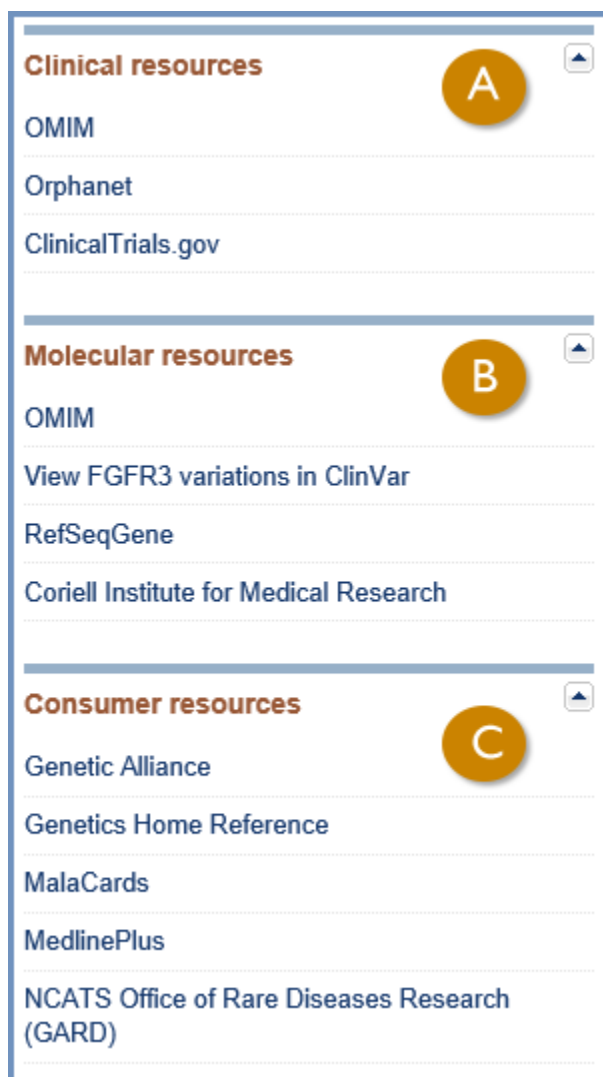 Clinical resources
A
OMIM
Orphanet
ClinicalTrials.gov
Molecular resources
B
OMIM
View FGFR3 variations in ClinVar
RefSeqGene
Coriell Institute for Medical Research
Consumer resources
C
Genetic Alliance
Genetics Home Reference
MalaCards
MedlinePlus
NCATS Office of Rare Diseases Research
(GARD)